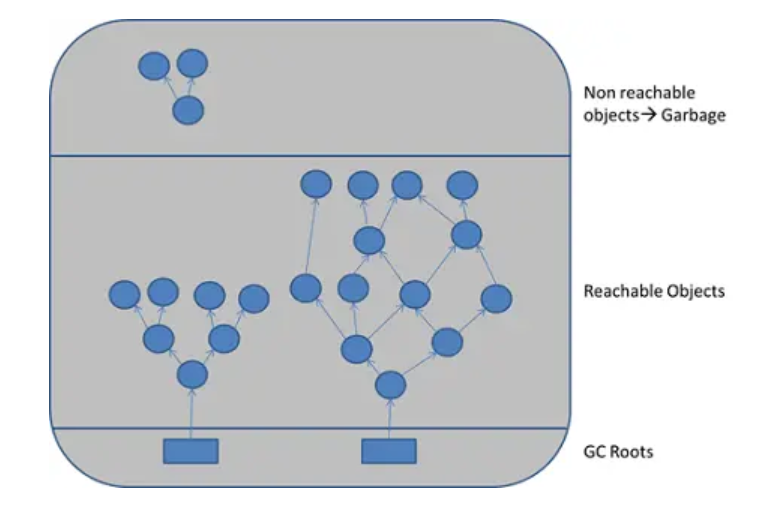 Non reachable
objects→ Garbage
Reachable Objects
GC Roots